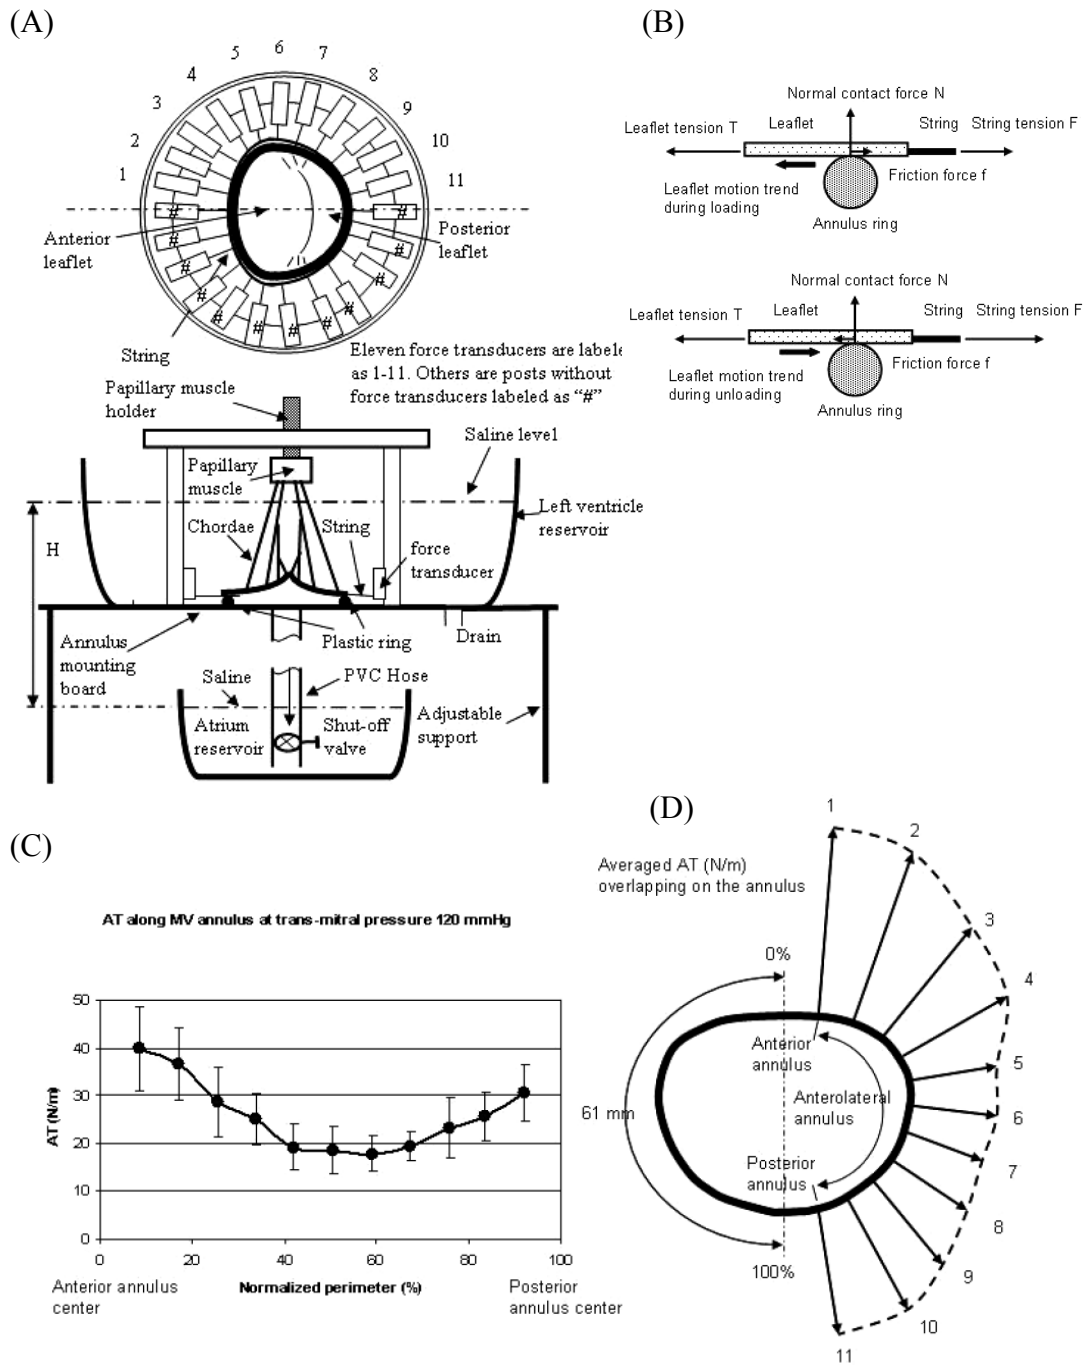 (A)
1
2
3
4
5
6
7
8
9
10
11
#
#
#
#
#
#
#
#
#
#
Anterior
leaflet
Posterior
leaflet
String
Eleven force transducers are labele
as 1-11. Others are posts without
force transducers labeled as “#”
Papillary muscle
holder
Saline level
Papillary
muscle
Left ventricle
reservoir
Chordae
String
H
force
transducer
Annulus
mounting
board
Plastic ring
Drain
Saline
PVC Hose
Atrium
reservoir
Shut-off
valve
Adjustable
support
(B)
Normal contact force N
Leaflet tension T
Leaflet
String
String tension F
Leaflet motion trend
during loading
Friction force f
Annulus ring
Normal contact force N
Leaflet tension T
Leaflet
String
String tension F
Leaflet motion trend
during unloading
Friction force f
Annulus ring
(C)
AT along MV annulus at trans-mitral pressure 120 mmHg
AT (N/m)
50
40
30
20
10
0
0
20
40
60
80
100
Anterior annulus
center
Normalized perimeter (%)
Posterior
annulus center
(D)
Averaged AT (N/m)
overlapping on the annulus
1
2
3
4
5
6
7
8
9
10
11
0%
Anterior
annulus
Anterolateral
annulus
61 mm
Posterior
annulus
100%